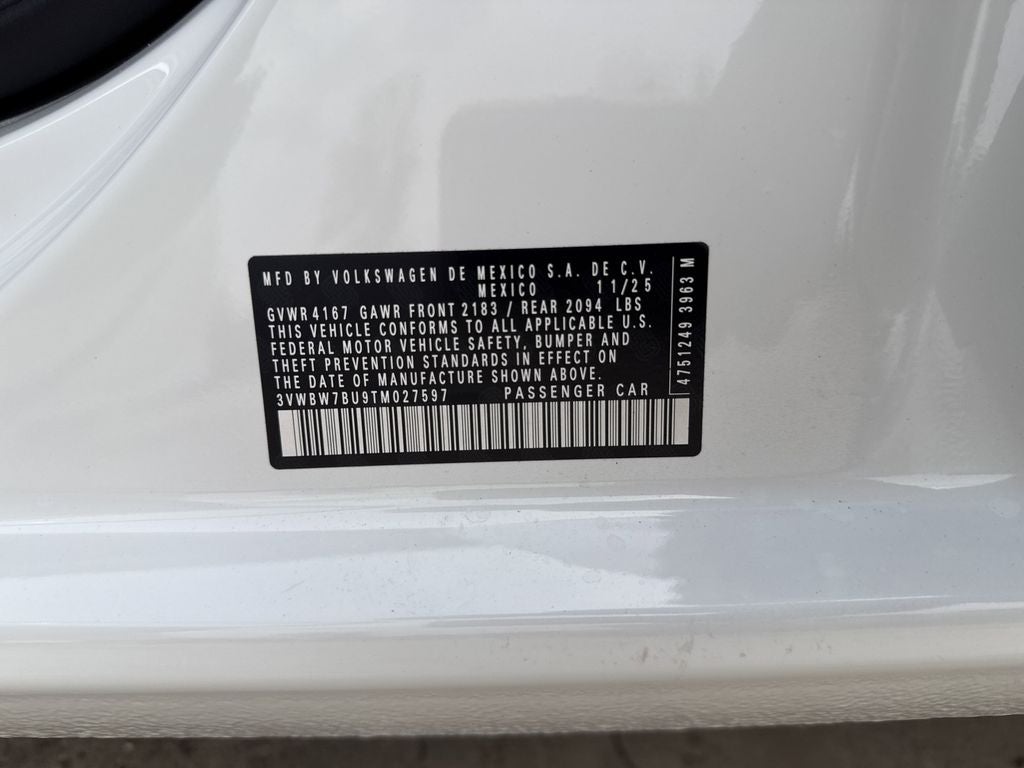 MFD BY VOLKSWAGEN DE MEXICO S.A. DE C.V.
MEXICO 11/25
GVWR 4167 GAWR FRONT 2183 / REAR 2094 LBS
THIS VEHICLE CONFORMS TO ALL APPLICABLE U.S.
FEDERAL MOTOR VEHICLE SAFETY, BUMPER AND
THEFT PREVENTION STANDARDS IN EFFECT ON
THE DATE OF MANUFACTURE SHOWN ABOVE.
3VWBW7BU9TM027597 PASSENGER CAR
4751249 3963 M